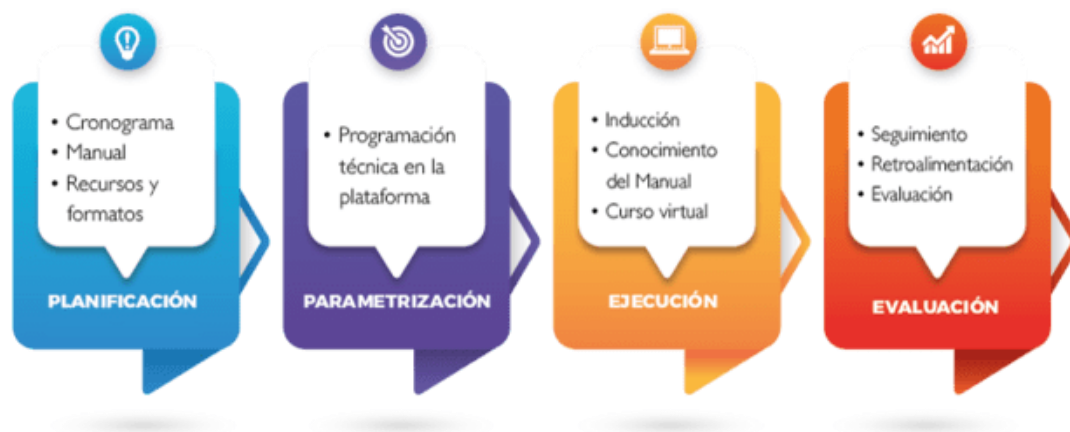 • Cronograma
• Manual
• Recursos y
formatos
PLANIFICACIÓN
• Programación
técnica en la
plataforma
PARAMETRIZACIÓN
• Inducción
• Conocimiento
del Manual
• Curso virtual
EJECUCIÓN
• Seguimiento
• Retroalimentación
• Evaluación
EVALUACIÓN